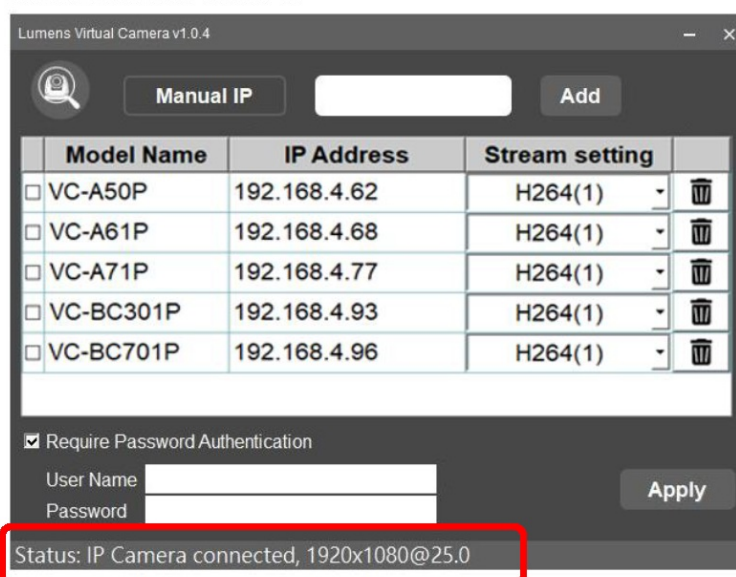 Lumens Virtual Camera v1.0.4
Manual IP Add
Model Name IP Address Stream setting
VC-A50P 192.168.4.62 H264(1)
VC-A61P 192.168.4.68 H264(1)
VC-A71P 192.168.4.77 H264(1)
VC-BC301P 192.168.4.93 H264(1)
VC-BC701P 192.168.4.96 H264(1)
Require Password Authentication
User Name
Password
Apply
Status: IP Camera connected, 1920x1080@25.0